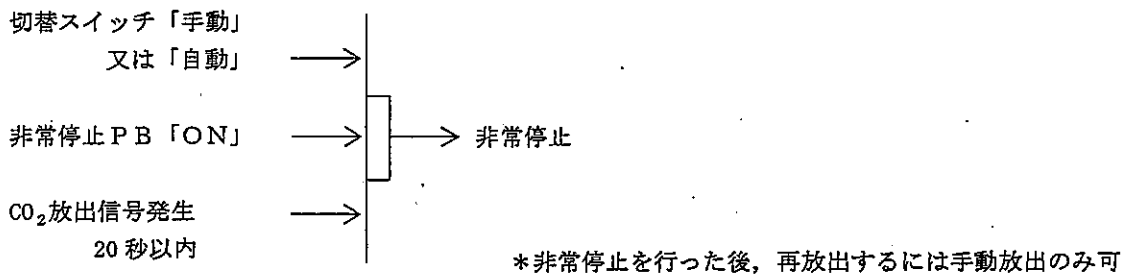 切替スイッチ「手動」
又は「自動」
非常停止PB「ON」
非常停止
CO₂放出信号発生
20秒以内
*非常停止を行った後，再放出するには手動放出のみ可